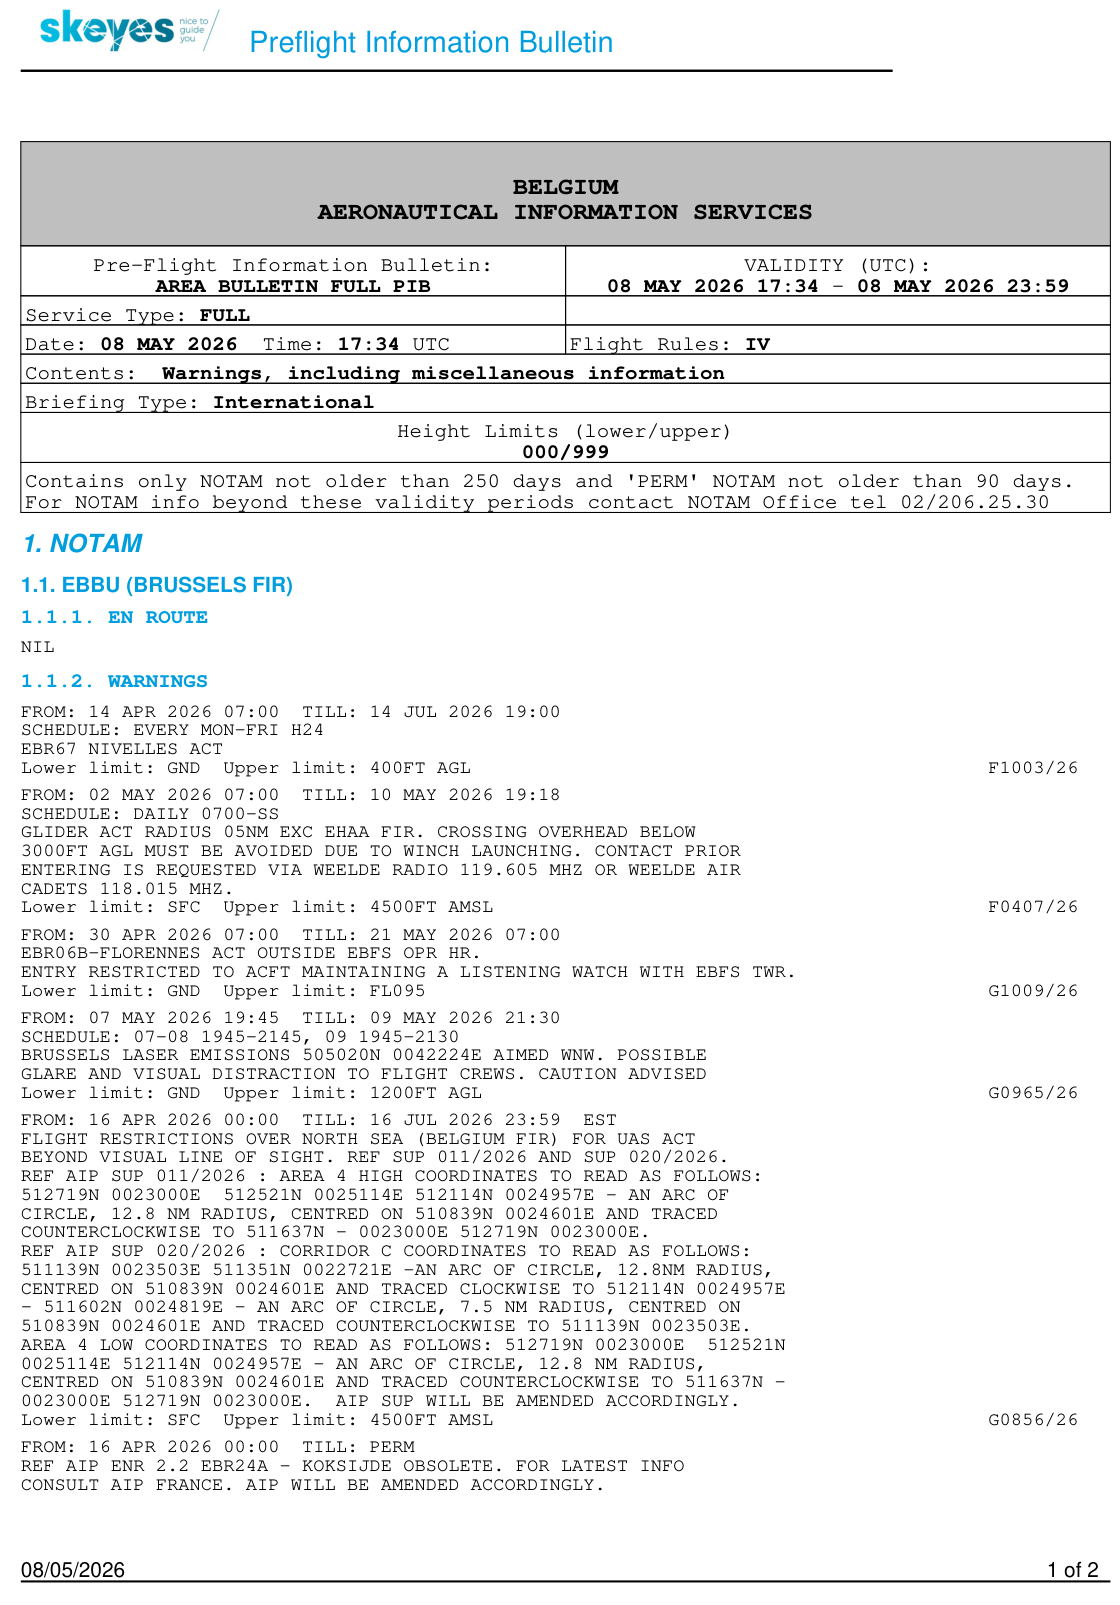 skeyes nice to guide you
Preflight Information Bulletin
BELGIUM
AERONAUTICAL INFORMATION SERVICES
Pre-Flight Information Bulletin:
AREA BULLETIN FULL PIB
VALIDITY (UTC):
08 MAY 2026 17:34 - 08 MAY 2026 23:59
Service Type: FULL
Date: 08 MAY 2026  Time: 17:34 UTC
Flight Rules: IV
Contents:  Warnings, including miscellaneous information
Briefing Type: International
Height Limits (lower/upper)
000/999
Contains only NOTAM not older than 250 days and 'PERM' NOTAM not older than 90 days.
For NOTAM info beyond these validity periods contact NOTAM Office tel 02/206.25.30
1. NOTAM
1.1. EBBU (BRUSSELS FIR)
1.1.1. EN ROUTE
NIL
1.1.2. WARNINGS
FROM: 14 APR 2026 07:00  TILL: 14 JUL 2026 19:00
SCHEDULE: EVERY MON-FRI H24
EBR67 NIVELLES ACT
Lower limit: GND  Upper limit: 400FT AGL F1003/26
FROM: 02 MAY 2026 07:00  TILL: 10 MAY 2026 19:18
SCHEDULE: DAILY 0700-SS
GLIDER ACT RADIUS 05NM EXC EHAA FIR. CROSSING OVERHEAD BELOW
3000FT AGL MUST BE AVOIDED DUE TO WINCH LAUNCHING. CONTACT PRIOR
ENTERING IS REQUESTED VIA WEELDE RADIO 119.605 MHZ OR WEELDE AIR
CADETS 118.015 MHZ.
Lower limit: SFC  Upper limit: 4500FT AMSL F0407/26
FROM: 30 APR 2026 07:00  TILL: 21 MAY 2026 07:00
EBR06B-FLORENNES ACT OUTSIDE EBFS OPR HR.
ENTRY RESTRICTED TO ACFT MAINTAINING A LISTENING WATCH WITH EBFS TWR.
Lower limit: GND  Upper limit: FL095 G1009/26
FROM: 07 MAY 2026 19:45  TILL: 09 MAY 2026 21:30
SCHEDULE: 07-08 1945-2145, 09 1945-2130
BRUSSELS LASER EMISSIONS 505020N 0042224E AIMED WNW. POSSIBLE
GLARE AND VISUAL DISTRACTION TO FLIGHT CREWS. CAUTION ADVISED
Lower limit: GND  Upper limit: 1200FT AGL G0965/26
FROM: 16 APR 2026 00:00  TILL: 16 JUL 2026 23:59  EST
FLIGHT RESTRICTIONS OVER NORTH SEA (BELGIUM FIR) FOR UAS ACT
BEYOND VISUAL LINE OF SIGHT. REF SUP 011/2026 AND SUP 020/2026.
REF AIP SUP 011/2026 : AREA 4 HIGH COORDINATES TO READ AS FOLLOWS:
512719N 0023000E  512521N 0025114E 512114N 0024957E - AN ARC OF
CIRCLE, 12.8 NM RADIUS, CENTRED ON 510839N 0024601E AND TRACED
COUNTERCLOCKWISE TO 511637N - 0023000E 512719N 0023000E.
REF AIP SUP 020/2026 : CORRIDOR C COORDINATES TO READ AS FOLLOWS:
511139N 0023503E 511351N 0022721E -AN ARC OF CIRCLE, 12.8NM RADIUS,
CENTRED ON 510839N 0024601E AND TRACED CLOCKWISE TO 512114N 0024957E
- 511602N 0024819E - AN ARC OF CIRCLE, 7.5 NM RADIUS, CENTRED ON
510839N 0024601E AND TRACED COUNTERCLOCKWISE TO 511139N 0023503E.
AREA 4 LOW COORDINATES TO READ AS FOLLOWS: 512719N 0023000E  512521N
0025114E 512114N 0024957E - AN ARC OF CIRCLE, 12.8 NM RADIUS,
CENTRED ON 510839N 0024601E AND TRACED COUNTERCLOCKWISE TO 511637N -
0023000E 512719N 0023000E.  AIP SUP WILL BE AMENDED ACCORDINGLY.
Lower limit: SFC  Upper limit: 4500FT AMSL G0856/26
FROM: 16 APR 2026 00:00  TILL: PERM
REF AIP ENR 2.2 EBR24A - KOKSIJDE OBSOLETE. FOR LATEST INFO
CONSULT AIP FRANCE. AIP WILL BE AMENDED ACCORDINGLY.
08/05/2026 1 of 2